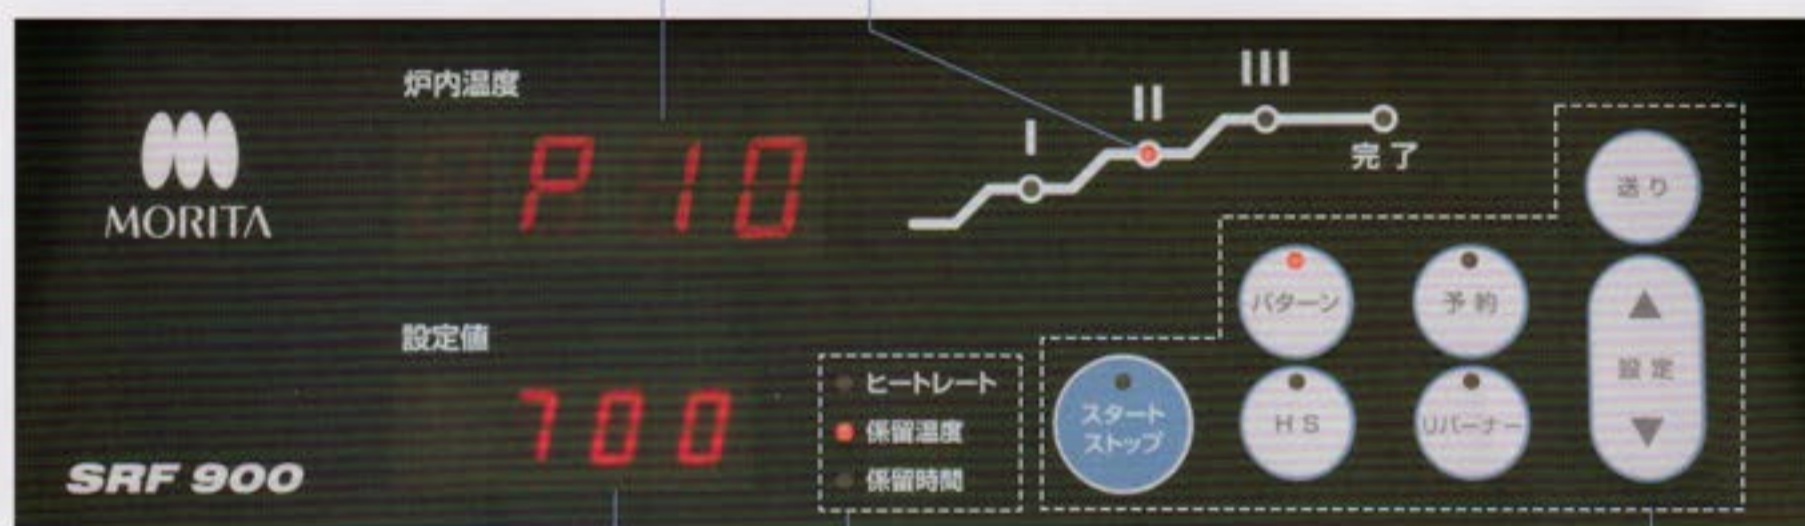 炉内温度
P10
MORITA
I
II
III
完了
送り
パターン
予約
設定値
700
ヒートレート
係留温度
係留時間
スタート
ストップ
HS
リバーナー
▲
設定
▼
SRF 900